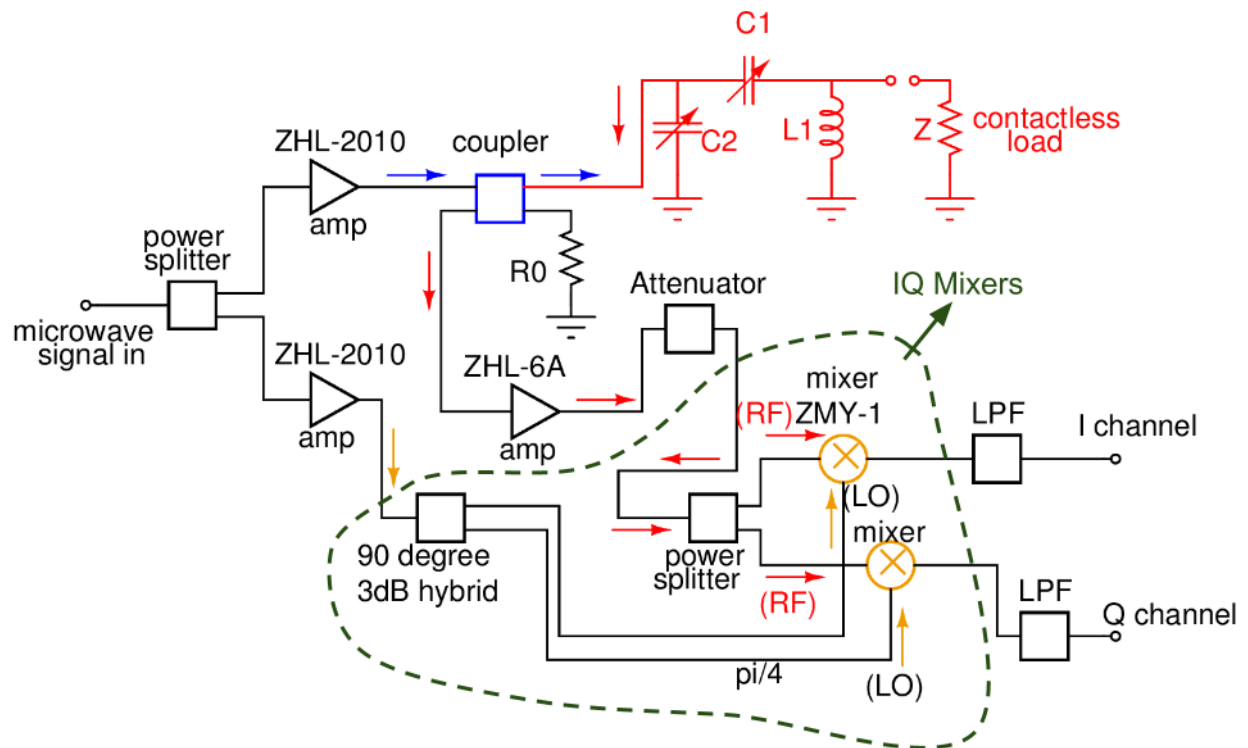 C1
ZHL-2010
coupler
C2
L1
Z
contactless
load
amp
power
splitter
R0
Attenuator
IQ Mixers
microwave
signal in
ZHL-2010
ZHL-6A
mixer
(RF)
ZMY-1
LPF
I channel
amp
amp
(LO)
mixer
90 degree
3dB hybrid
power
splitter
(RF)
LPF
Q channel
pi/4
(LO)